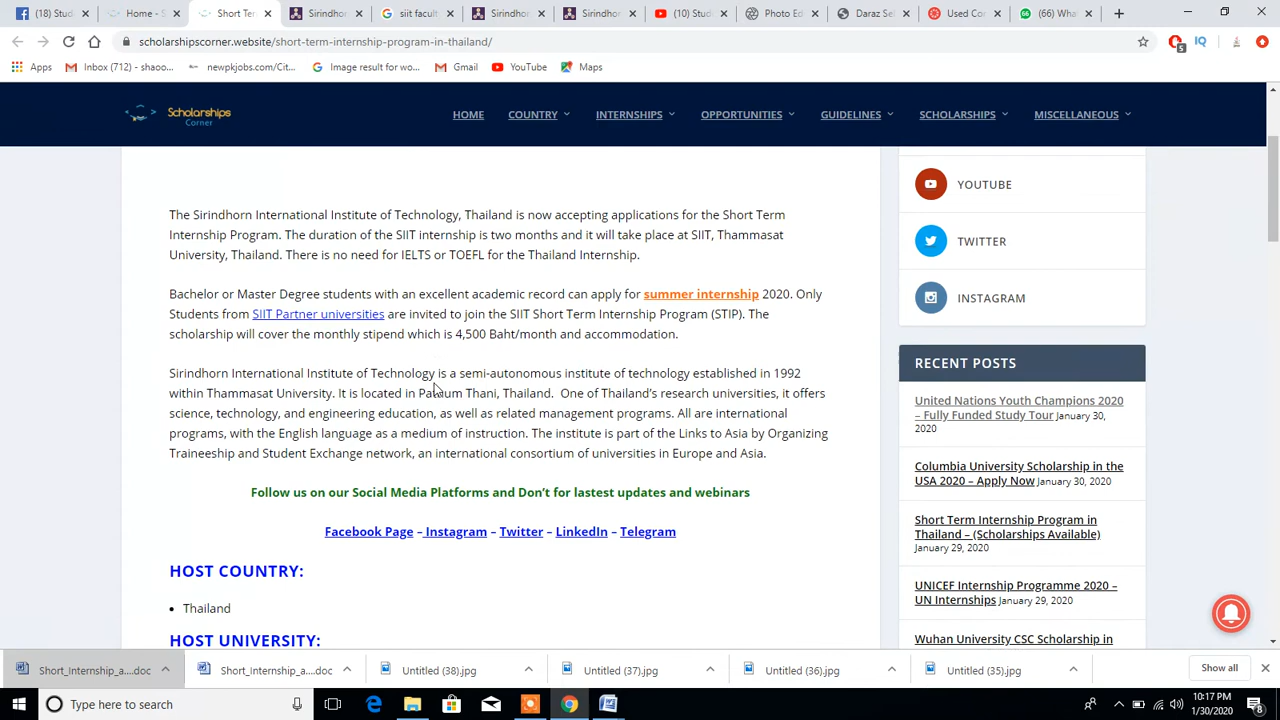 (18) Stud
Home - S
Short Ter
Sirindhor
siit facult
Sirindhor
Sirindhor
(10) Stud
Photo Ed
Daraz Sel
Used Co
(66) Wha
scholarshipscorner.website/short-term-internship-program-in-thailand/
5
IQ
Apps
Inbox (712) - shaoo...
newpkjobs.com/Cit...
Image result for wo...
Gmail
YouTube
Maps
Scholarships
Corner
HOME
COUNTRY
INTERNSHIPS
OPPORTUNITIES
GUIDELINES
SCHOLARSHIPS
MISCELLANEOUS
The Sirindhorn International Institute of Technology, Thailand is now accepting applications for the Short Term
Internship Program. The duration of the SIIT internship is two months and it will take place at SIIT, Thammasat
University, Thailand. There is no need for IELTS or TOEFL for the Thailand Internship.
Bachelor or Master Degree students with an excellent academic record can apply for summer internship 2020. Only
Students from SIIT Partner universities are invited to join the SIIT Short Term Internship Program (STIP). The
scholarship will cover the monthly stipend which is 4,500 Baht/month and accommodation.
Sirindhorn International Institute of Technology is a semi-autonomous institute of technology established in 1992
within Thammasat University. It is located in Pathum Thani, Thailand.  One of Thailand's research universities, it offers
science, technology, and engineering education, as well as related management programs. All are international
programs, with the English language as a medium of instruction. The institute is part of the Links to Asia by Organizing
Traineeship and Student Exchange network, an international consortium of universities in Europe and Asia.
Follow us on our Social Media Platforms and Don't for lastest updates and webinars
Facebook Page – Instagram – Twitter – LinkedIn – Telegram
HOST COUNTRY:
• Thailand
HOST UNIVERSITY:
YOUTUBE
TWITTER
INSTAGRAM
RECENT POSTS
United Nations Youth Champions 2020
– Fully Funded Study Tour January 30,
2020
Columbia University Scholarship in the
USA 2020 – Apply Now January 30, 2020
Short Term Internship Program in
Thailand – (Scholarships Available)
January 29, 2020
UNICEF Internship Programme 2020 –
UN Internships January 29, 2020
Wuhan University CSC Scholarship in
Short_Internship_a....doc
Short_Internship_a....doc
Untitled (38).jpg
Untitled (37).jpg
Untitled (36).jpg
Untitled (35).jpg
Show all
Type here to search
10:17 PM
1/30/2020
8